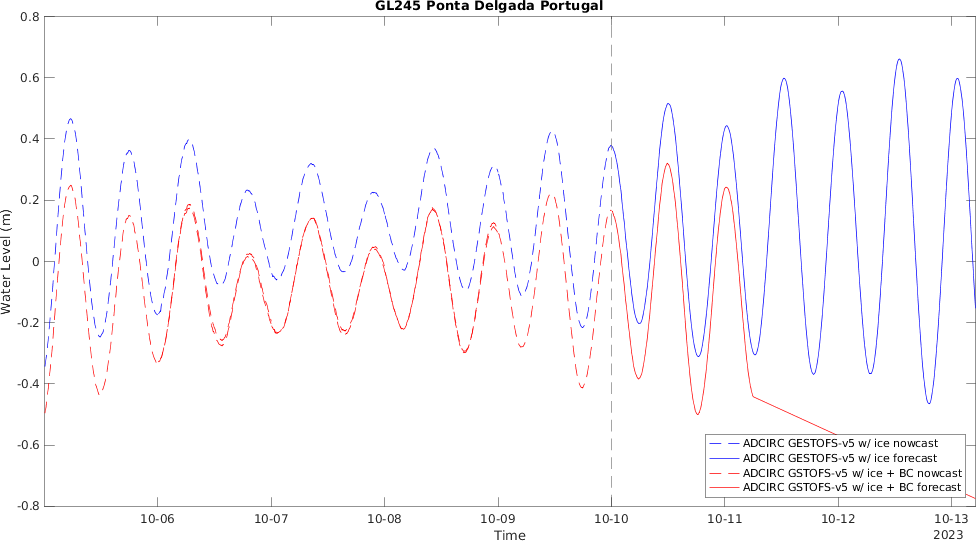 GL245 Ponta Delgada Portugal
0.8
0.6
0.4
0.2
0
-0.2
-0.4
-0.6
-0.8
Water Level (m)
10-06 10-07 10-08 10-09 10-10 10-11 10-12 10-13
Time
2023
ADCIRC GESTOFS-v5 w/ ice nowcast
ADCIRC GESTOFS-v5 w/ ice forecast
ADCIRC GSTOFS-v5 w/ ice + BC nowcast
ADCIRC GSTOFS-v5 w/ ice + BC forecast